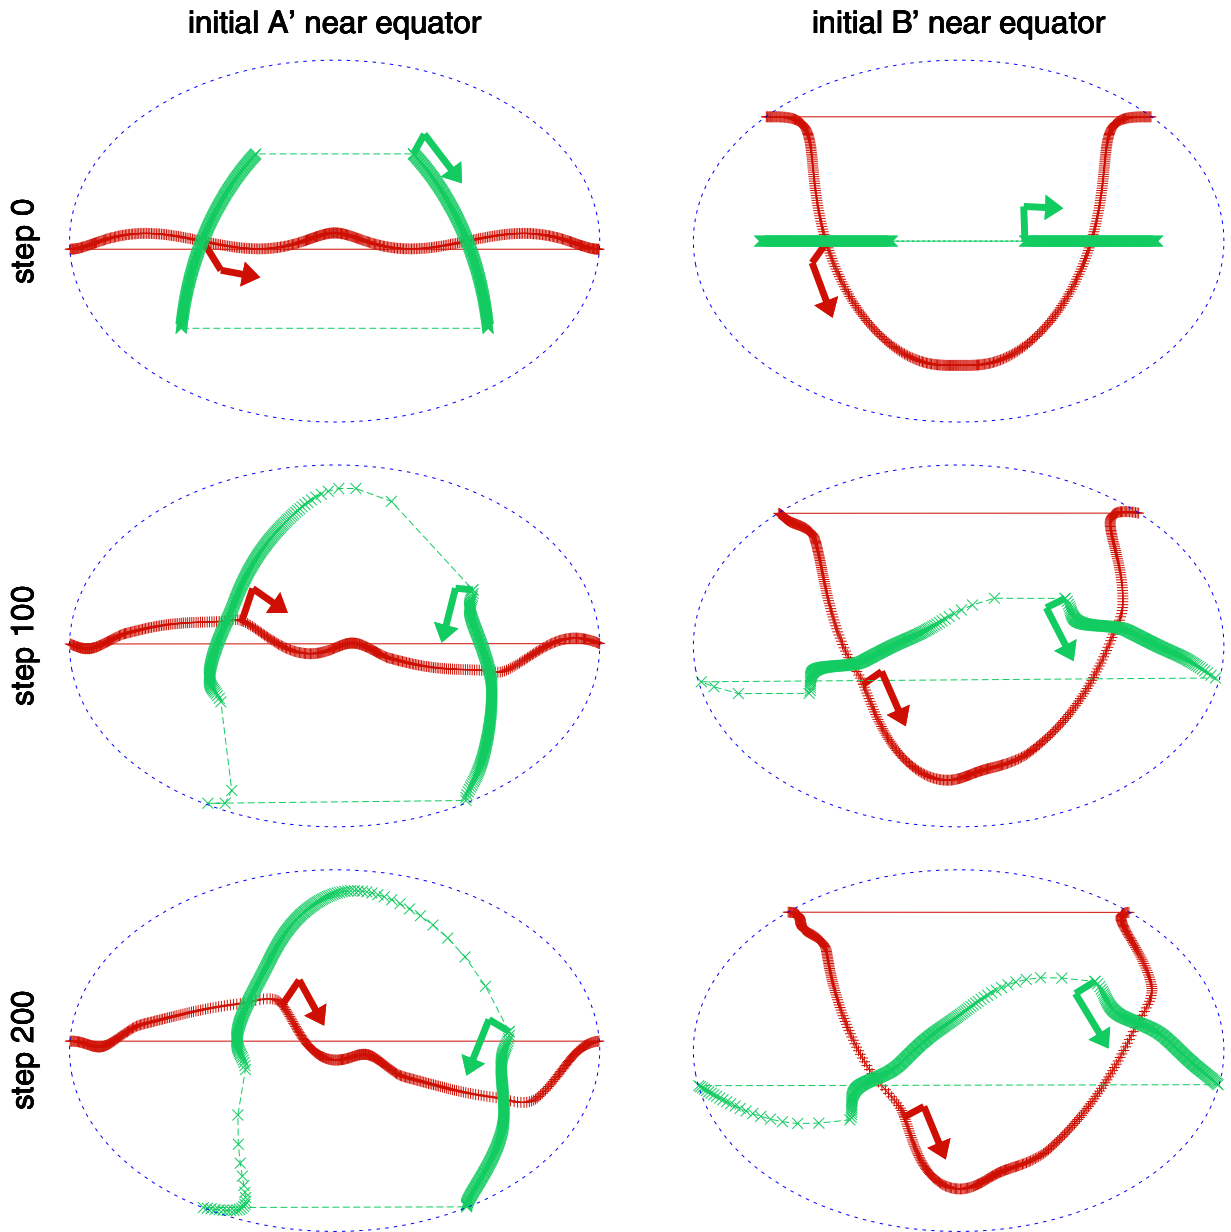 initial A’ near equator
initial B’ near equator
step 0
step 100
step 200